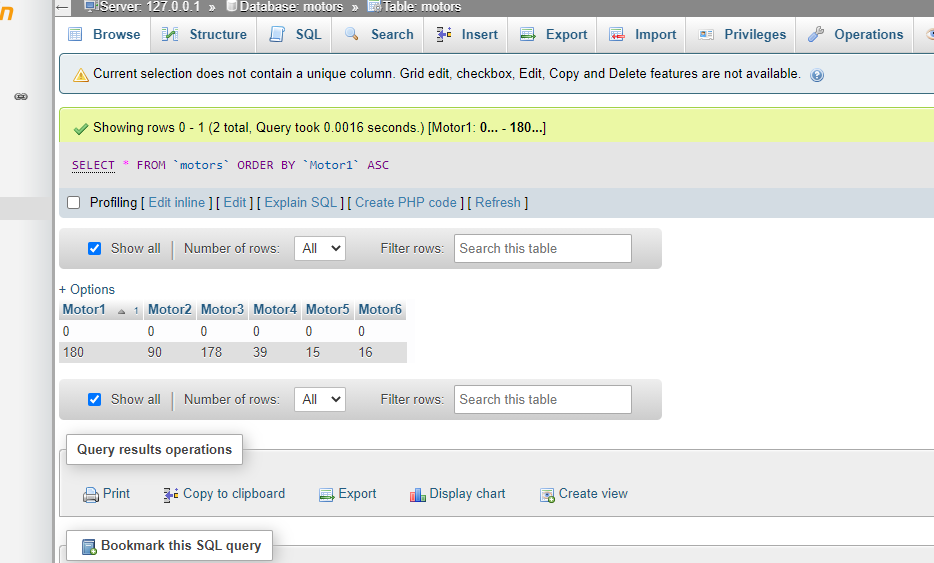 n
Server: 127.0.0.1 » Database: motors » Table: motors
Browse Structure SQL Search Insert Export Import Privileges Operations
Current selection does not contain a unique column. Grid edit, checkbox, Edit, Copy and Delete features are not available.
Showing rows 0 - 1 (2 total, Query took 0.0016 seconds.) [Motor1: 0... - 180...]
SELECT * FROM `motors` ORDER BY `Motor1` ASC
Profiling [ Edit inline ] [ Edit ] [ Explain SQL ] [ Create PHP code ] [ Refresh ]
Show all | Number of rows: All Filter rows: Search this table
+ Options
Motor1 1 Motor2 Motor3 Motor4 Motor5 Motor6
0 0 0 0 0 0
180 90 178 39 15 16
Show all | Number of rows: All Filter rows: Search this table
Query results operations
Print Copy to clipboard Export Display chart Create view
Bookmark this SQL query